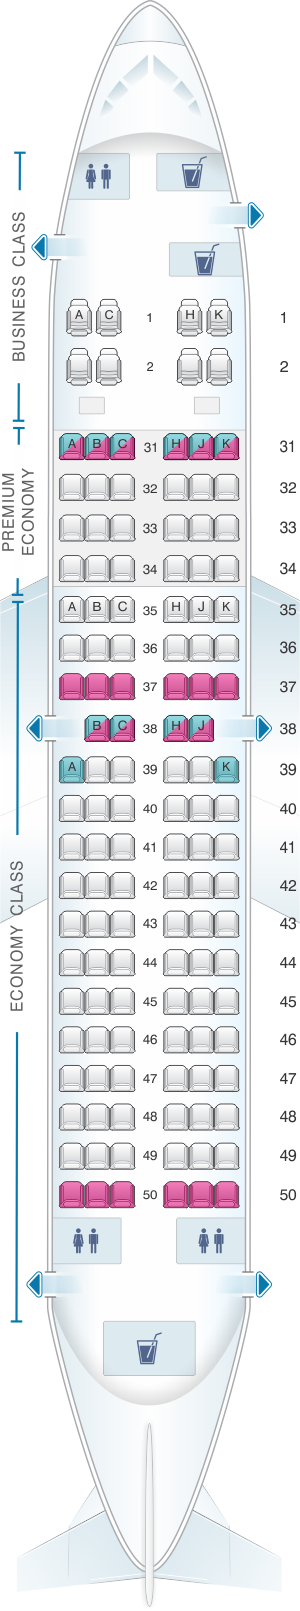 BUSINESS CLASS
A C 1 H K 1
2 2
PREMIUM ECONOMY
A B C 31 H J K 31
32 32
33 33
34 34
ECONOMY CLASS
A B C 35 H J K 35
36 36
37 37
B C 38 H J 38
A 39 K 39
40 40
41 41
42 42
43 43
44 44
45 45
46 46
47 47
48 48
49 49
50 50